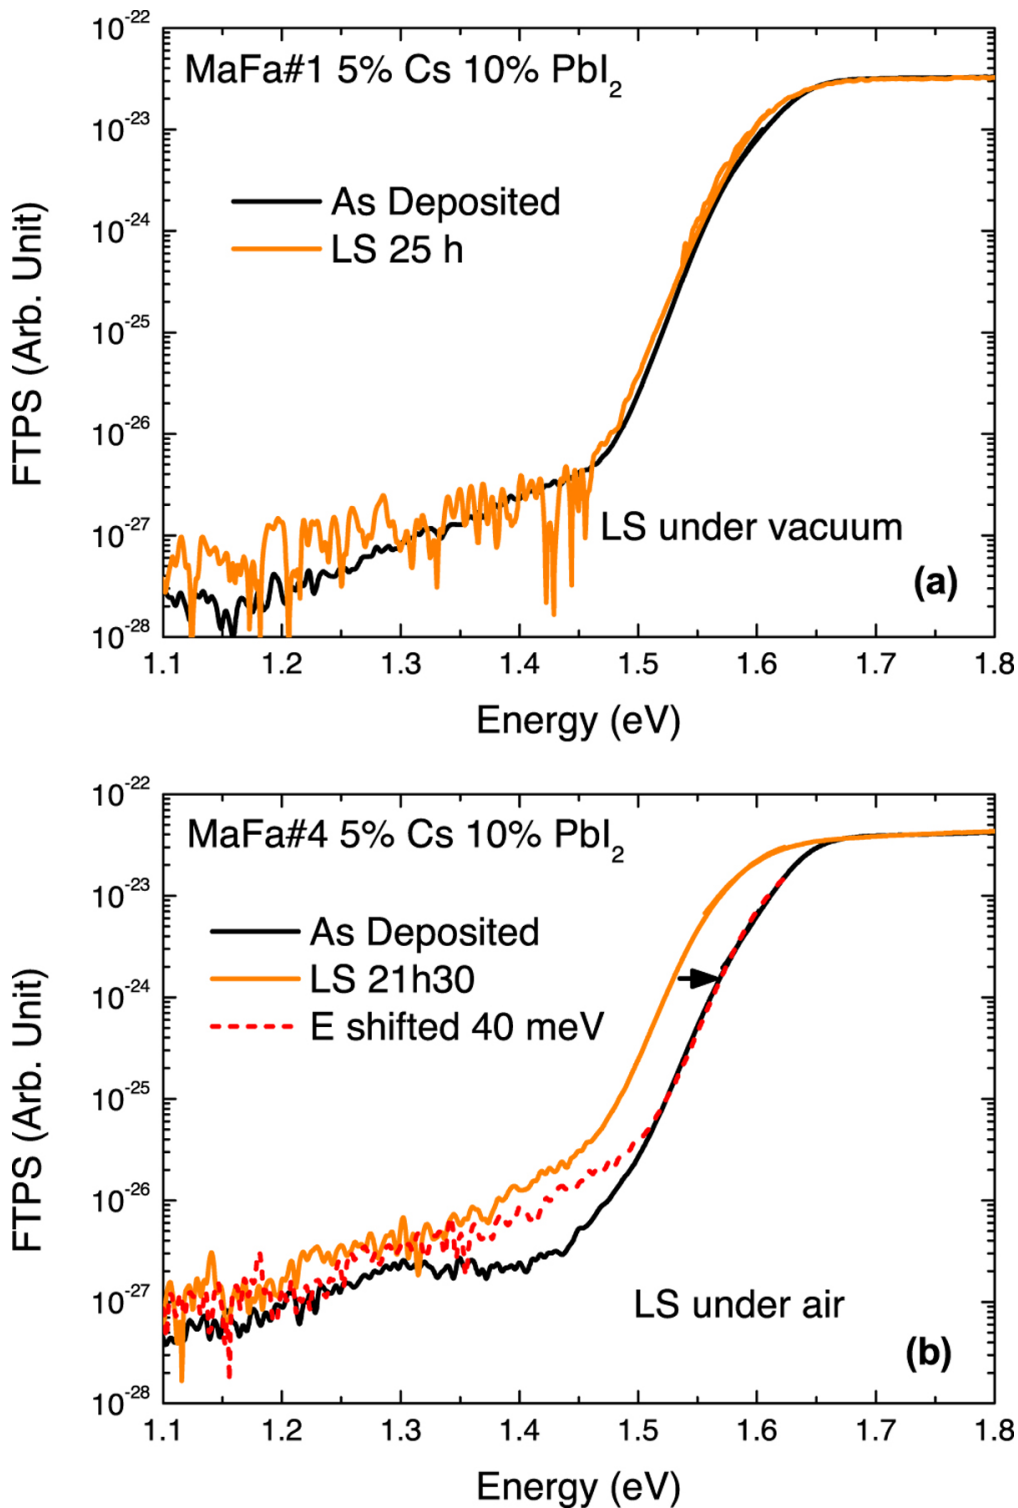 10^-22
MaFa#1 5% Cs 10% PbI₂
10^-23
As Deposited
10^-24
LS 25 h
10^-25
FTPS (Arb. Unit)
10^-26
10^-27
LS under vacuum
(a)
10^-28
1.1 1.2 1.3 1.4 1.5 1.6 1.7 1.8
Energy (eV)
10^-22
MaFa#4 5% Cs 10% PbI₂
10^-23
As Deposited
LS 21h30
10^-24
E shifted 40 meV
10^-25
FTPS (Arb. Unit)
10^-26
10^-27
LS under air
(b)
10^-28
1.1 1.2 1.3 1.4 1.5 1.6 1.7 1.8
Energy (eV)